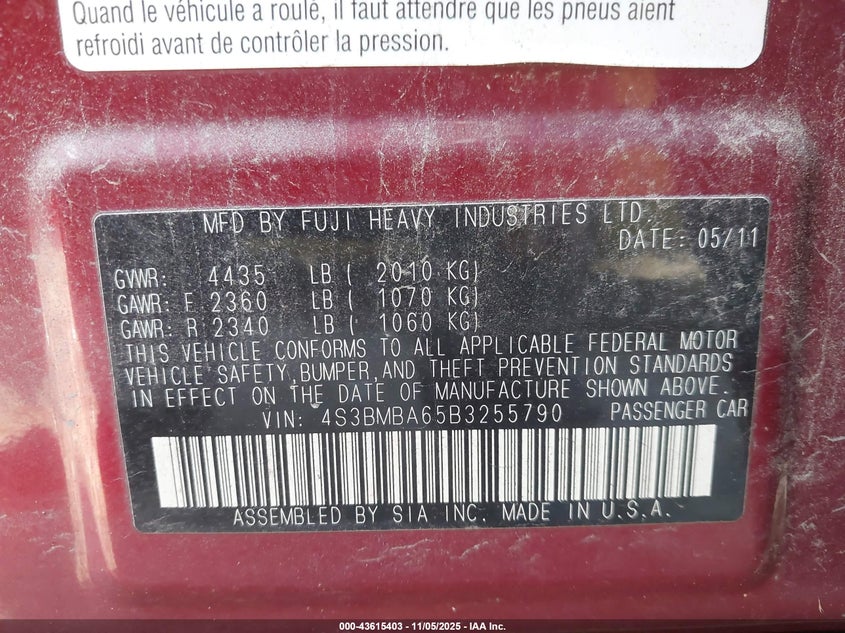 Quand le véhicule a roulé, il faut attendre que les pneus aient
refroidi avant de contrôler la pression.
MFD BY FUJI HEAVY INDUSTRIES LTD.
DATE: 05/11
GVWR: 4435 LB ( 2010 KG)
GAWR: F 2360 LB ( 1070 KG)
GAWR: R 2340 LB ( 1060 KG)
THIS VEHICLE CONFORMS TO ALL APPLICABLE FEDERAL MOTOR
VEHICLE SAFETY, BUMPER, AND THEFT PREVENTION STANDARDS
IN EFFECT ON THE DATE OF MANUFACTURE SHOWN ABOVE.
VIN: 4S3BMBA65B3255790 PASSENGER CAR
ASSEMBLED BY SIA INC. MADE IN U.S.A.
000-43615403 - 11/05/2025 - IAA Inc.